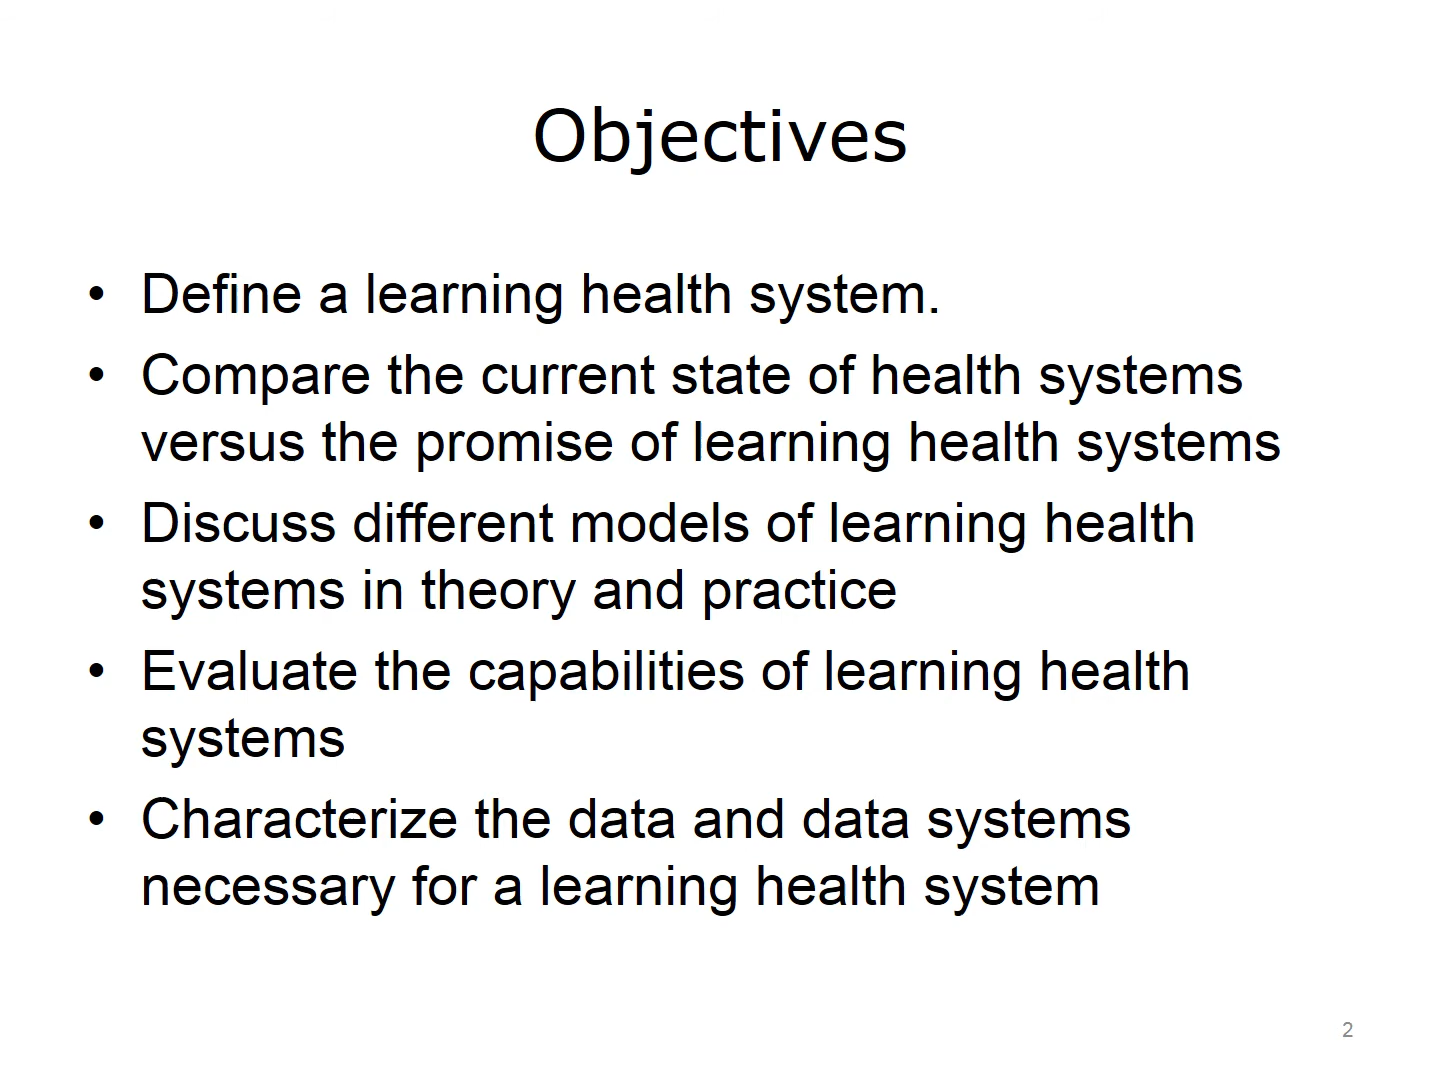 Objectives
• Define a learning health system.
• Compare the current state of health systems
versus the promise of learning health systems
• Discuss different models of learning health
systems in theory and practice
• Evaluate the capabilities of learning health
systems
• Characterize the data and data systems
necessary for a learning health system
2